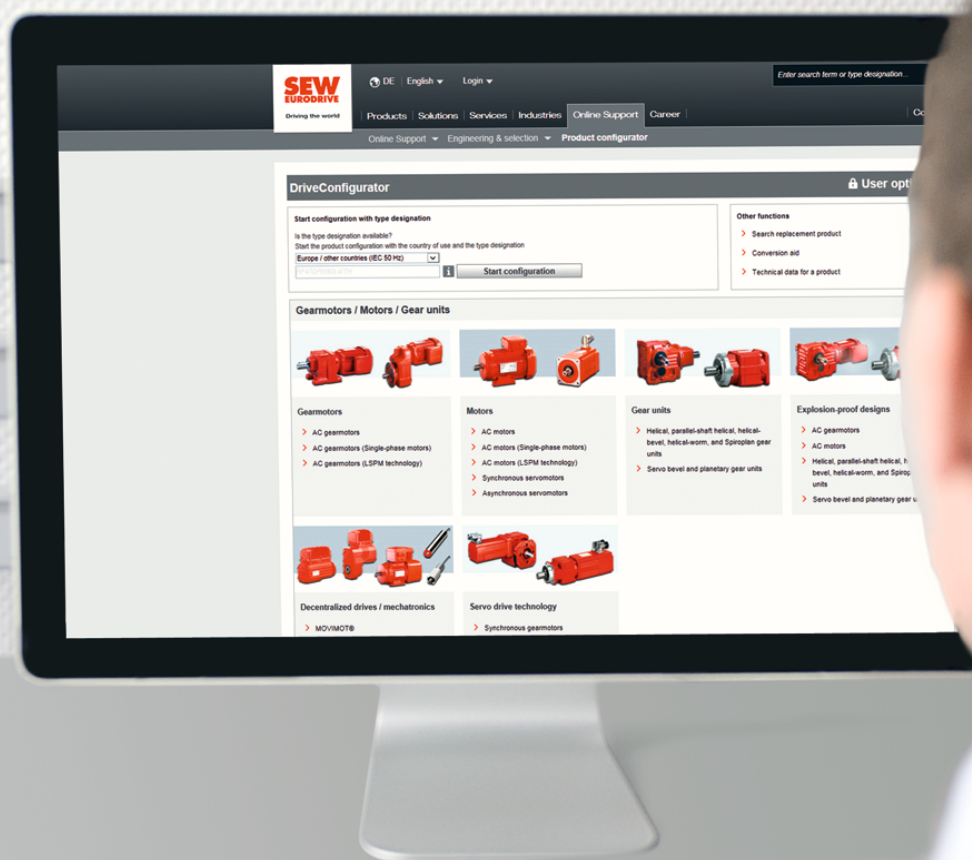 SEW
EURODRIVE
Driving the world
DE English Login
Enter search term or type designation...
Products Solutions Services Industries Online Support Career
Online Support Engineering & selection Product configurator
DriveConfigurator
User
Start configuration with type designation
Is the type designation available?
Start the product configuration with the country of use and the type designation
Europe / other countries (IEC 50 Hz)
i Start configuration
Other functions
Search replacement product
Conversion aid
Technical data for a product
Gearmotors / Motors / Gear units
Gearmotors
AC gearmotors
AC gearmotors (Single-phase motors)
AC gearmotors (LSPM technology)
Motors
AC motors
AC motors (Single-phase motors)
AC motors (LSPM technology)
Synchronous servomotors
Asynchronous servomotors
Gear units
Helical, parallel-shaft helical, helical-
bevel, helical-worm, and Spiroplan gear
units
Servo bevel and planetary gear units
Explosion-proof designs
AC gearmotors
AC motors
Helical, parallel-shaft helical,
bevel, helical-worm, and
units
Servo bevel and planetary gear
Decentralized drives / mechatronics
MOVIMOT®
Servo drive technology
Synchronous gearmotors